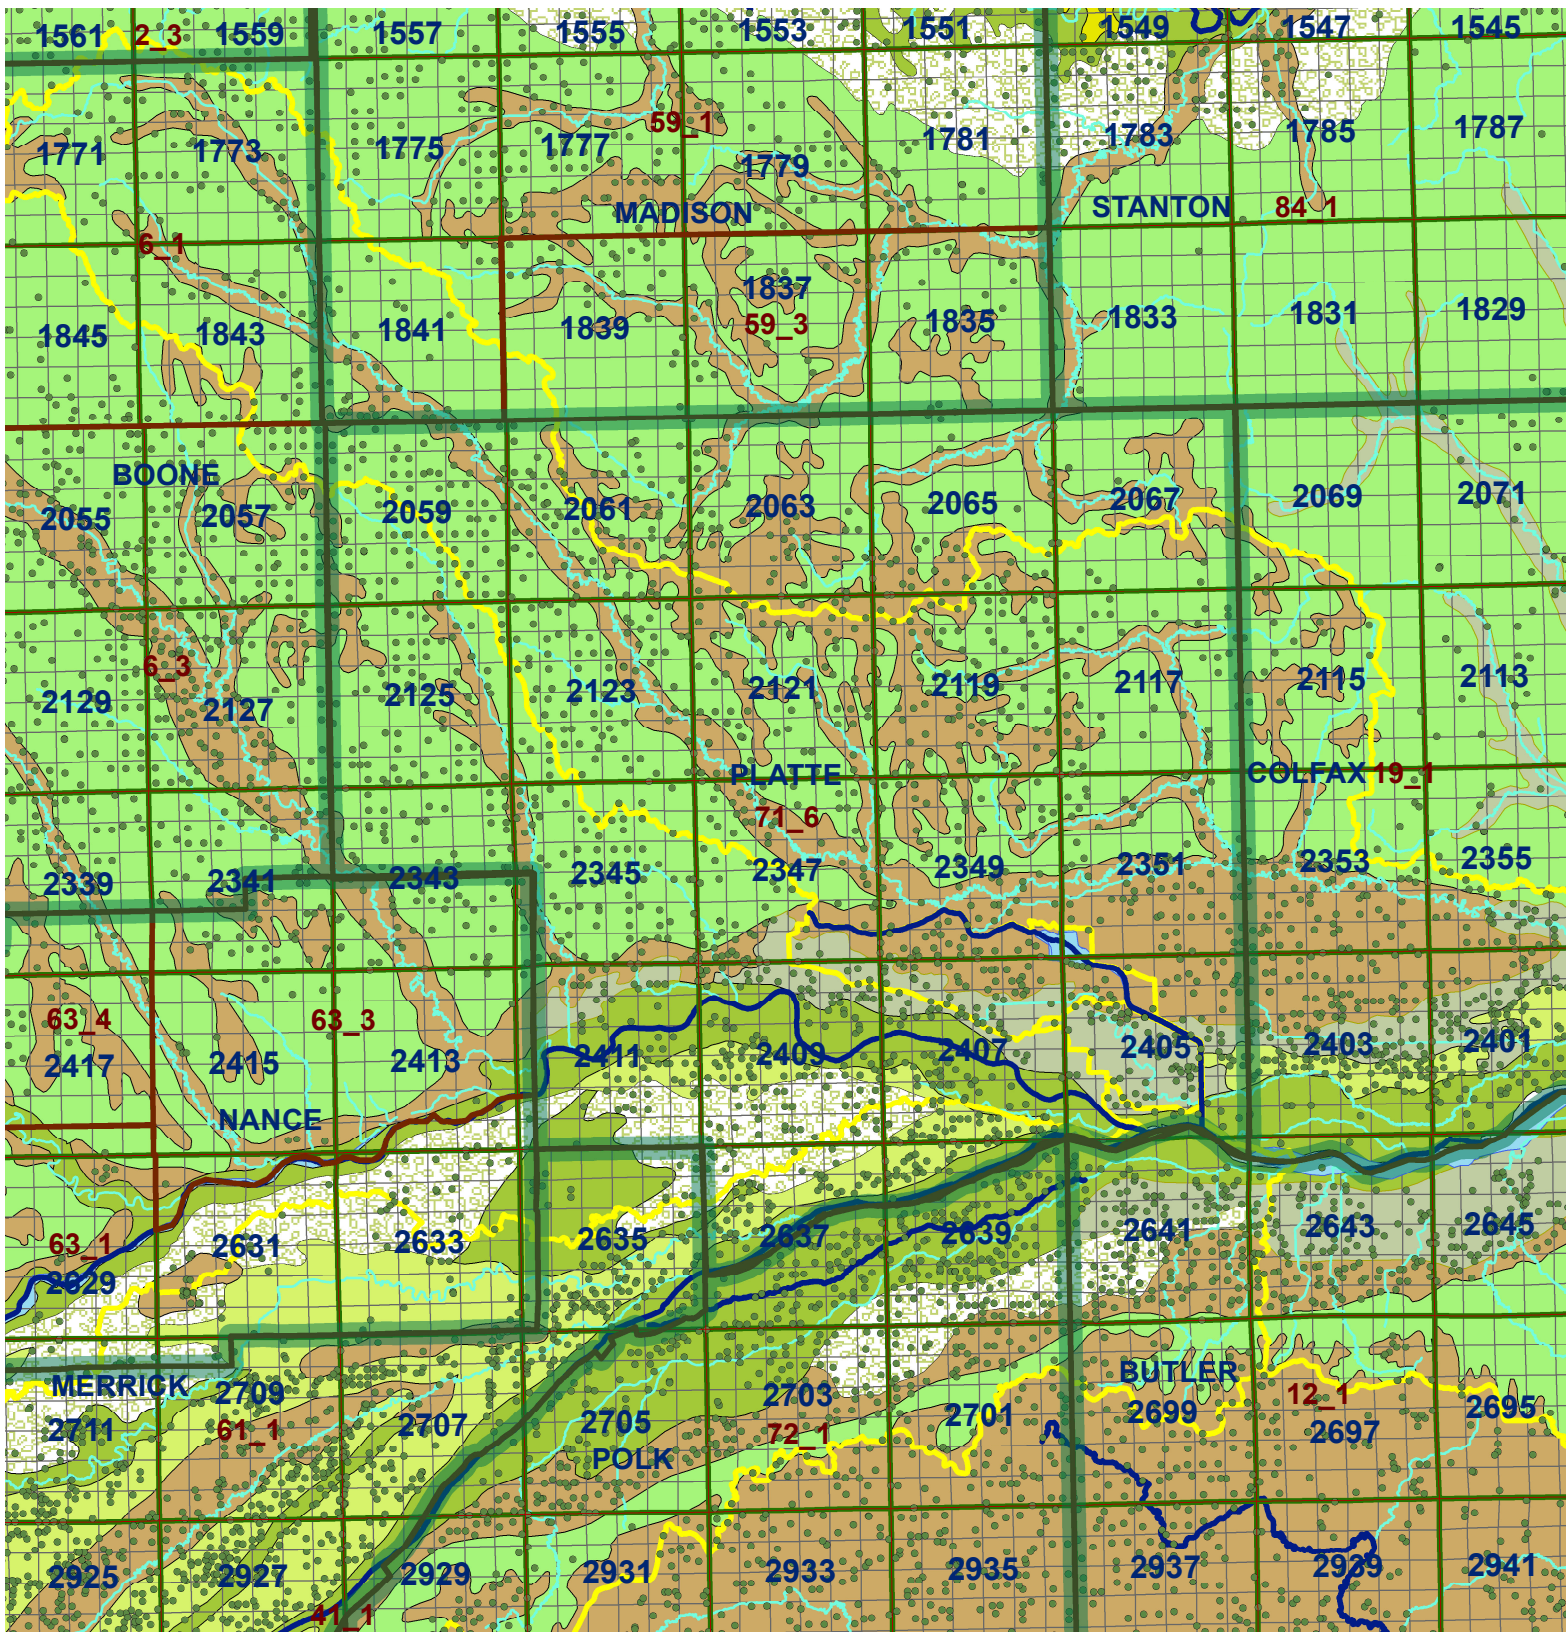 1561 2_3 1559 1557 1555 1553 1551 1549 1547 1545
1771 1773 1775 1777 59_1 1779 1781 1783 1785 1787
MADISON STANTON 84_1
6_1
1845 1843 1841 1839 1837 1835 1833 1831 1829
59_3
BOONE
2055 2057 2059 2061 2063 2065 2067 2069 2071
6_3
2129 2127 2125 2123 2121 2119 2117 2115 2113
PLATTE COLFAX 19_1
71_6
2339 2341 2343 2345 2347 2349 2351 2353 2355
63_4 63_3
2417 2415 2413 2411 2409 2407 2405 2403 2401
NANCE
63_1
2629 2631 2633 2635 2637 2639 2641 2643 2645
MERRICK BUTLER
2711 2709 2707 2705 2703 2701 2699 2697 2695
61_1 72_1 12_1
POLK
2925 2927 2929 2931 2933 2935 2937 2939 2941
41_1